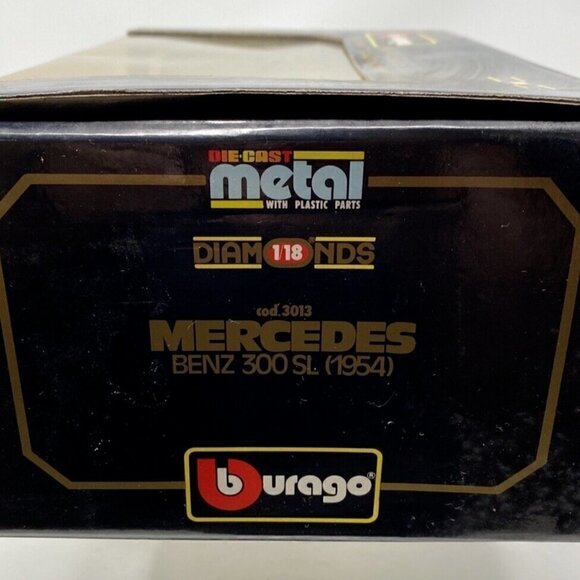 DIE-CAST
metal
WITH PLASTIC PARTS
DIAMONDS 1/18
cod.3013
MERCEDES
BENZ 300 SL (1954)
burago®